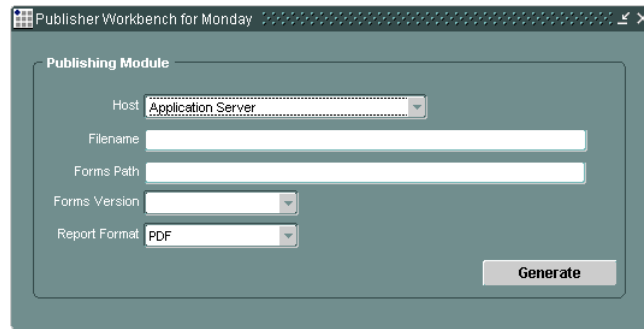 Publisher Workbench for Monday
Publishing Module
Host Application Server
Filename
Forms Path
Forms Version
Report Format PDF
Generate